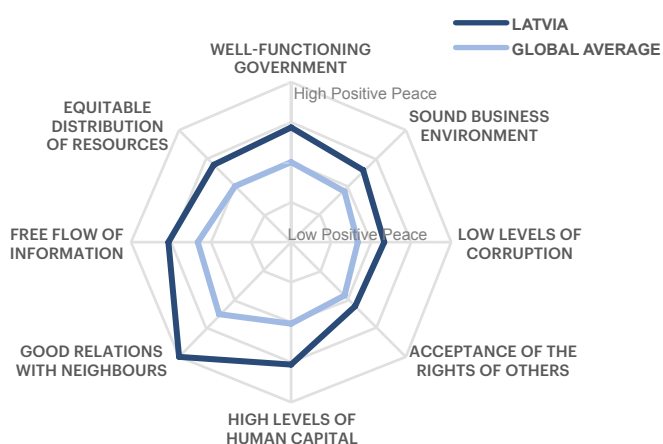 LATVIA
GLOBAL AVERAGE
WELL-FUNCTIONING
GOVERNMENT
High Positive Peace
SOUND BUSINESS
ENVIRONMENT
EQUITABLE
DISTRIBUTION
OF RESOURCES
FREE FLOW OF
INFORMATION
Low Positive Peace
LOW LEVELS OF
CORRUPTION
GOOD RELATIONS
WITH NEIGHBOURS
ACCEPTANCE OF THE
RIGHTS OF OTHERS
HIGH LEVELS OF
HUMAN CAPITAL